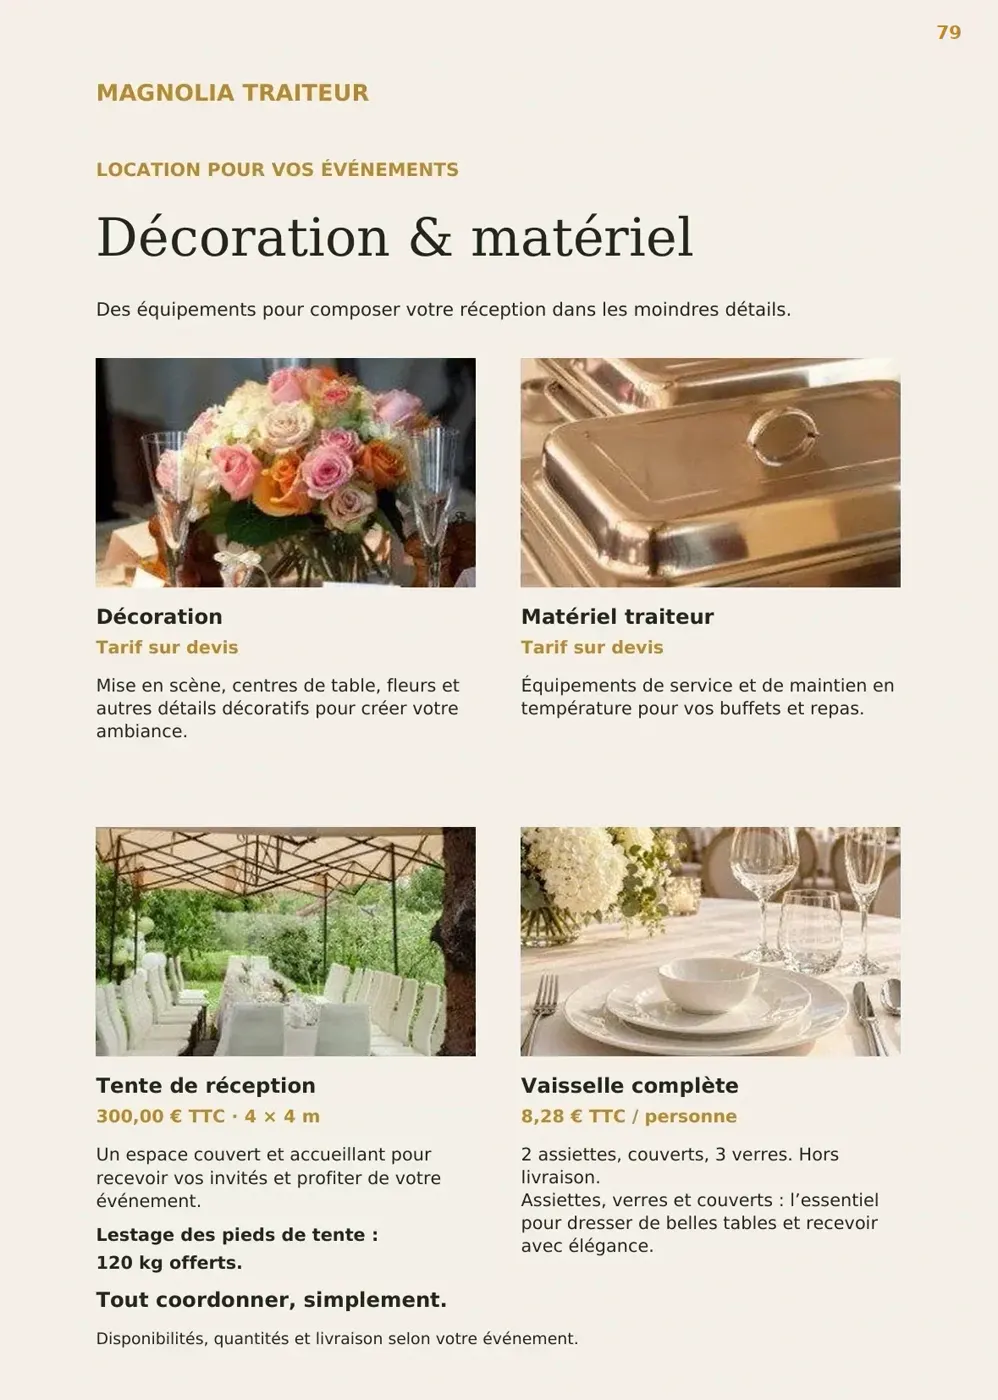 79
MAGNOLIA TRAITEUR
LOCATION POUR VOS ÉVÉNEMENTS
Décoration & matériel
Des équipements pour composer votre réception dans les moindres détails.
Décoration
Tarif sur devis
Mise en scène, centres de table, fleurs et
autres détails décoratifs pour créer votre
ambiance.
Matériel traiteur
Tarif sur devis
Équipements de service et de maintien en
température pour vos buffets et repas.
Tente de réception
300,00 € TTC · 4 × 4 m
Un espace couvert et accueillant pour
recevoir vos invités et profiter de votre
événement.
Lestage des pieds de tente :
120 kg offerts.
Vaisselle complète
8,28 € TTC / personne
2 assiettes, couverts, 3 verres. Hors
livraison.
Assiettes, verres et couverts : l’essentiel
pour dresser de belles tables et recevoir
avec élégance.
Tout coordonner, simplement.
Disponibilités, quantités et livraison selon votre événement.